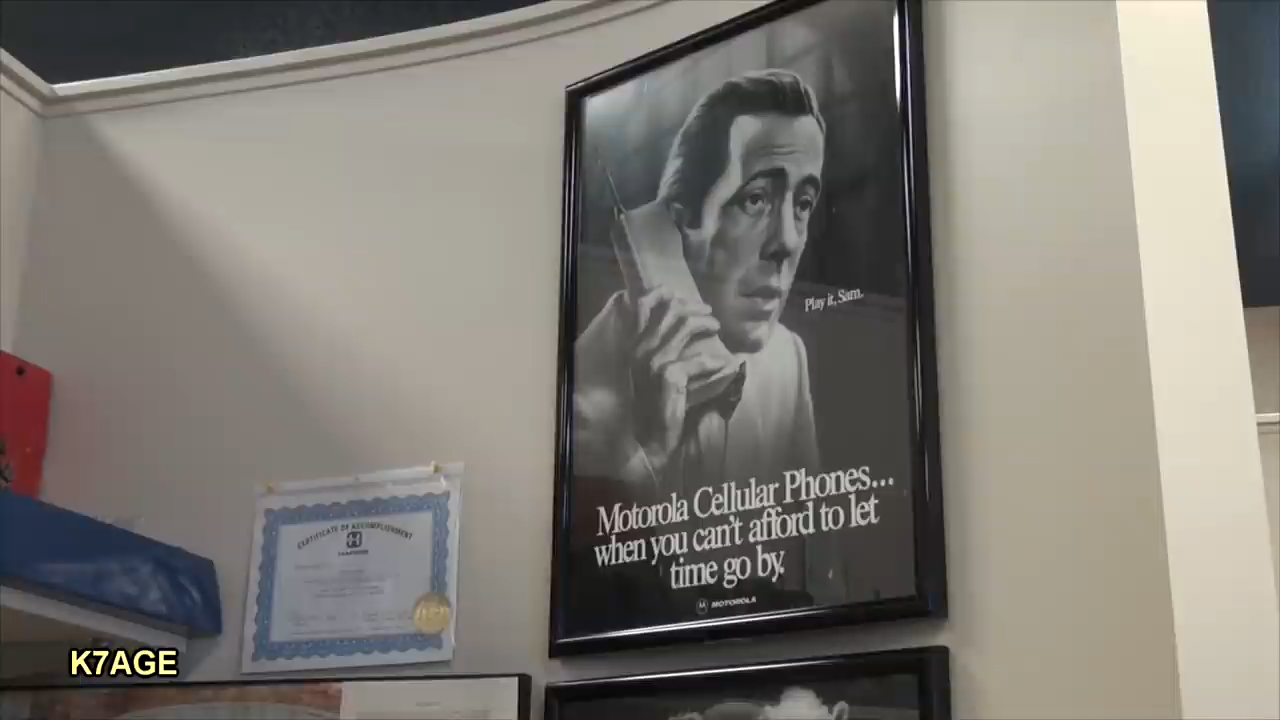 Play it, Sam.
Motorola Cellular Phones...
when you can't afford to let
time go by.
MOTOROLA
CERTIFICATE OF ACCOMPLISHMENT
K7AGE